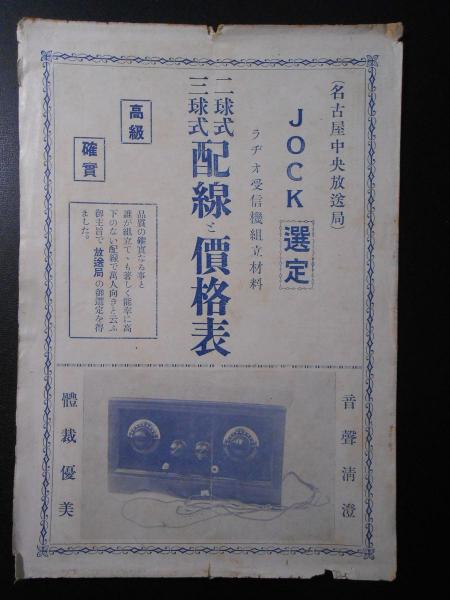 (名古屋中央放送局)
JOCK 選定
ラヂオ受信機組立材料
二球式
三球式
配線と價格表
高級
確實
品質の確實なる事と
誰が組立てゝも著しく能率に高
下のない配線で萬人向きと云ふ
御主旨で放送局の御選定を得
ました。
音聲清澄
體裁優美